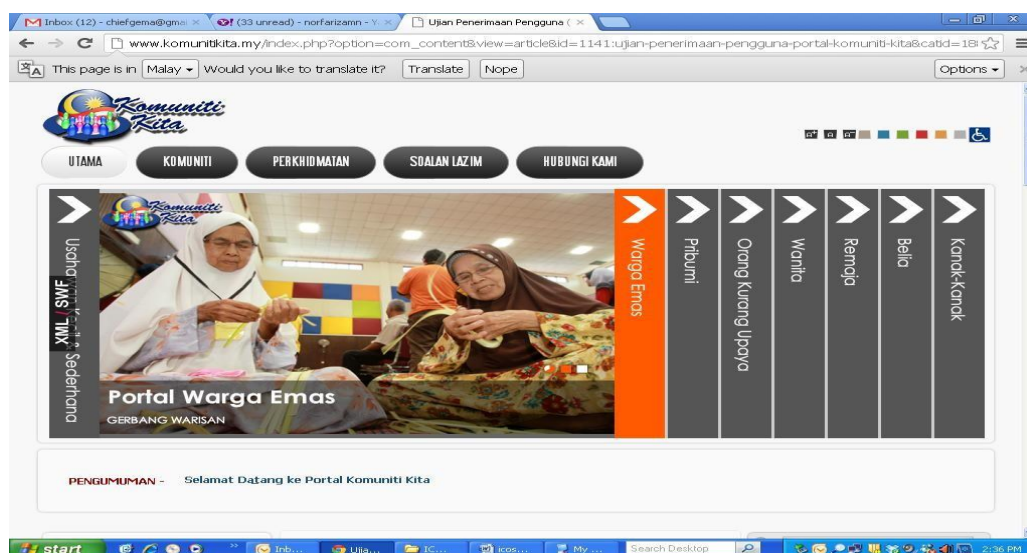 Inbox (12) - chiefgema@gmai
(33 unread) - norfarizamn - Y
Ujian Penerimaan Pengguna (
www.komunitikita.my/index.php?option=com_content&view=article&id=1141:ujian-penerimaan-pengguna-portal-komuniti-kita&catid=18
This page is in Malay Would you like to translate it? Translate Nope Options
Komuniti
Kita
UTAMA KOMUNITI PERKHIDMATAN SOALAN LAZIM HUBUNGI KAMI
Usahawan Kecil & Sederhana
XML/SWF
Komuniti
Kita
Portal Warga Emas
GERBANG WARISAN
Warga Emas
Pribumi
Orang Kurang Upaya
Wanita
Remaja
Belia
Kanak-Kanak
PENGUMUMAN - Selamat Datang ke Portal Komuniti Kita
start Inb... Ujia... IC... icos... My ... Search Desktop 2:36 PM